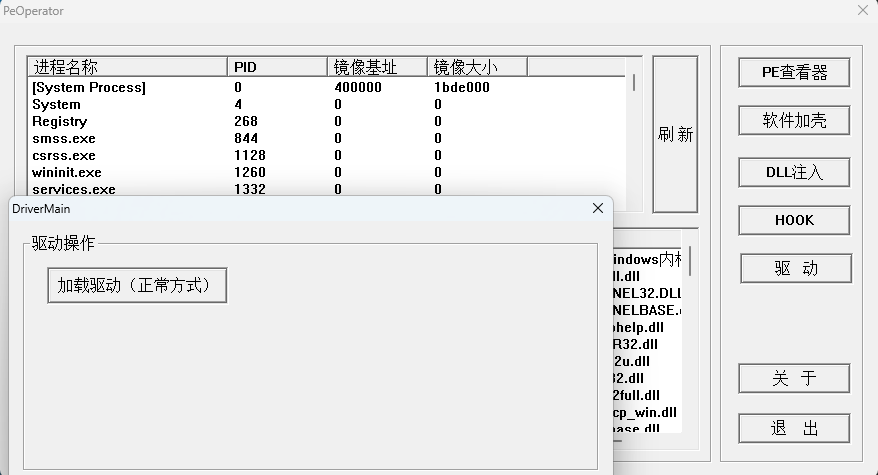 PeOperator
进程名称 PID 镜像基址 镜像大小
[System Process] 0 400000 1bde000
System 4 0 0
Registry 268 0 0
smss.exe 844 0 0
csrss.exe 1128 0 0
wininit.exe 1260 0 0
services.exe 1332 0 0
刷 新
PE查看器
软件加壳
DLL注入
HOOK
驱 动
关 于
退 出
DriverMain
驱动操作
加载驱动（正常方式）
indows内核
ll.dll
NEL32.DLL
NELBASE.
ohelp.dll
R32.dll
2u.dll
32.dll
2full.dll
cp_win.dll
base.dll